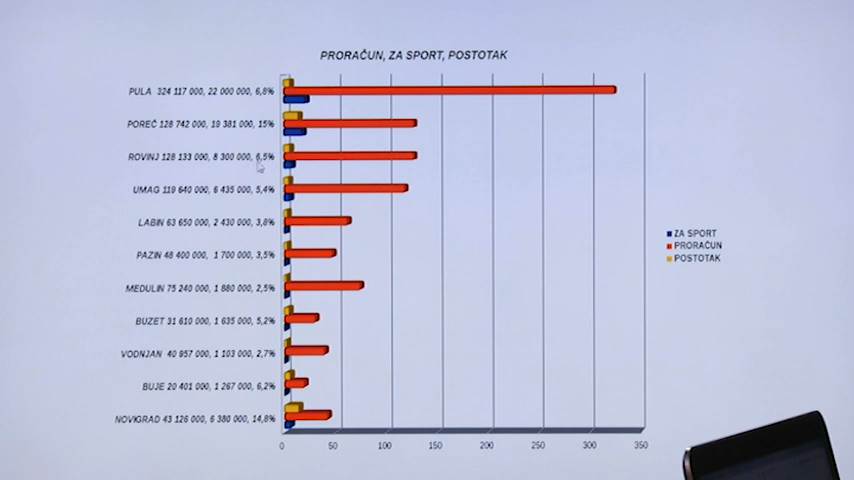 PRORAČUN, ZA SPORT, POSTOTAK
PULA 324 117 000, 22 000 000, 6,8%
POREČ 128 742 000, 19 381 000, 15%
ROVINJ 128 133 000, 8 300 000, 6,5%
UMAG 119 640 000, 6 435 000, 5,4%
LABIN 63 650 000, 2 430 000, 3,8%
PAZIN 48 400 000, 1 700 000, 3,5%
MEDULIN 75 240 000, 1 880 000, 2,5%
BUZET 31 610 000, 1 635 000, 5,2%
VODNJAN 40 957 000, 1 103 000, 2,7%
BUJE 20 401 000, 1 267 000, 6,2%
NOVIGRAD 43 126 000, 6 380 000, 14,8%
ZA SPORT
PRORAČUN
POSTOTAK
0 50 100 150 200 250 300 350